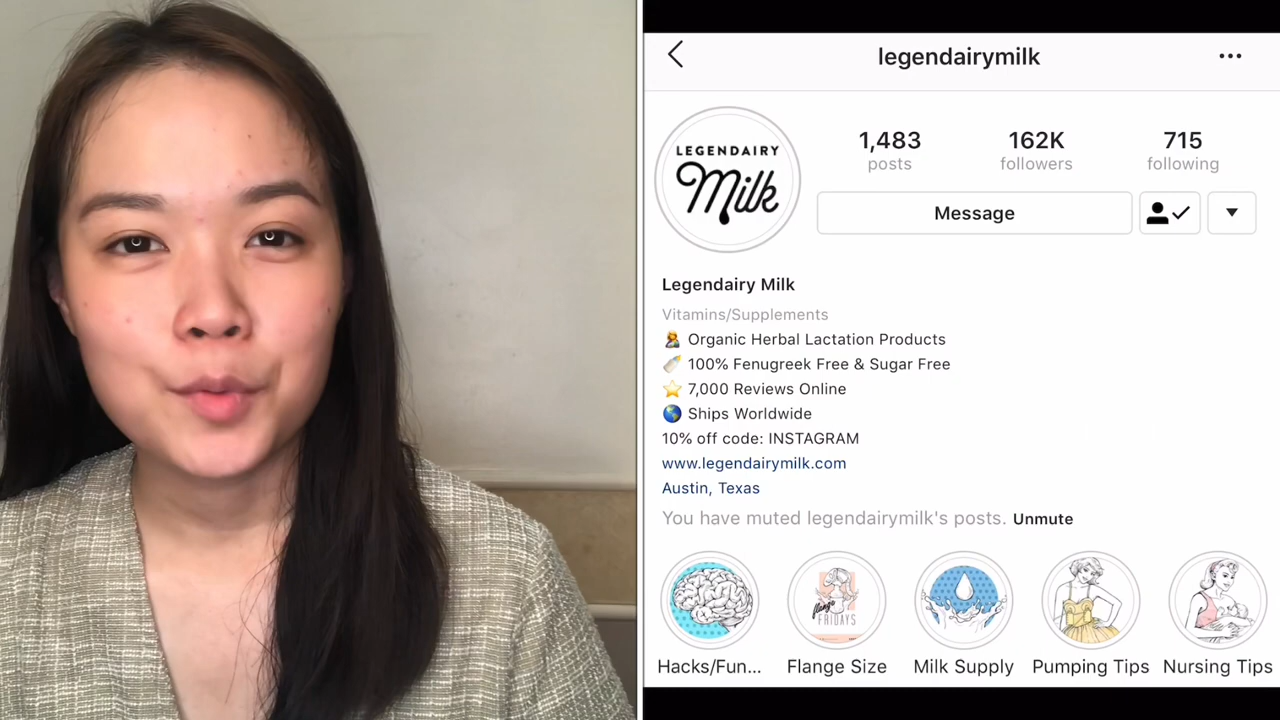 legendairymilk
LEGENDAIRY
Milk
1,483
posts
162K
followers
715
following
Message
Legendairy Milk
Vitamins/Supplements
Organic Herbal Lactation Products
100% Fenugreek Free & Sugar Free
7,000 Reviews Online
Ships Worldwide
10% off code: INSTAGRAM
www.legendairymilk.com
Austin, Texas
You have muted legendairymilk's posts. Unmute
flange
FRIDAYS
Hacks/Fun...
Flange Size
Milk Supply
Pumping Tips
Nursing Tips